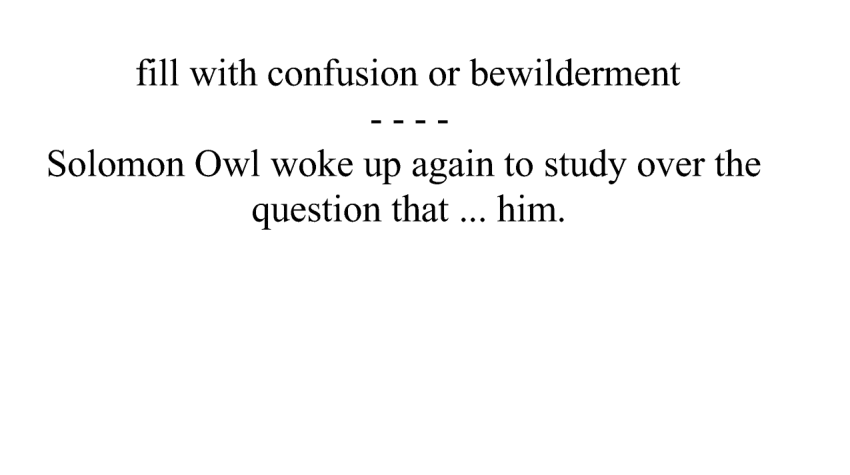 fill with confusion or bewilderment
- - - -
Solomon Owl woke up again to study over the
question that ... him.